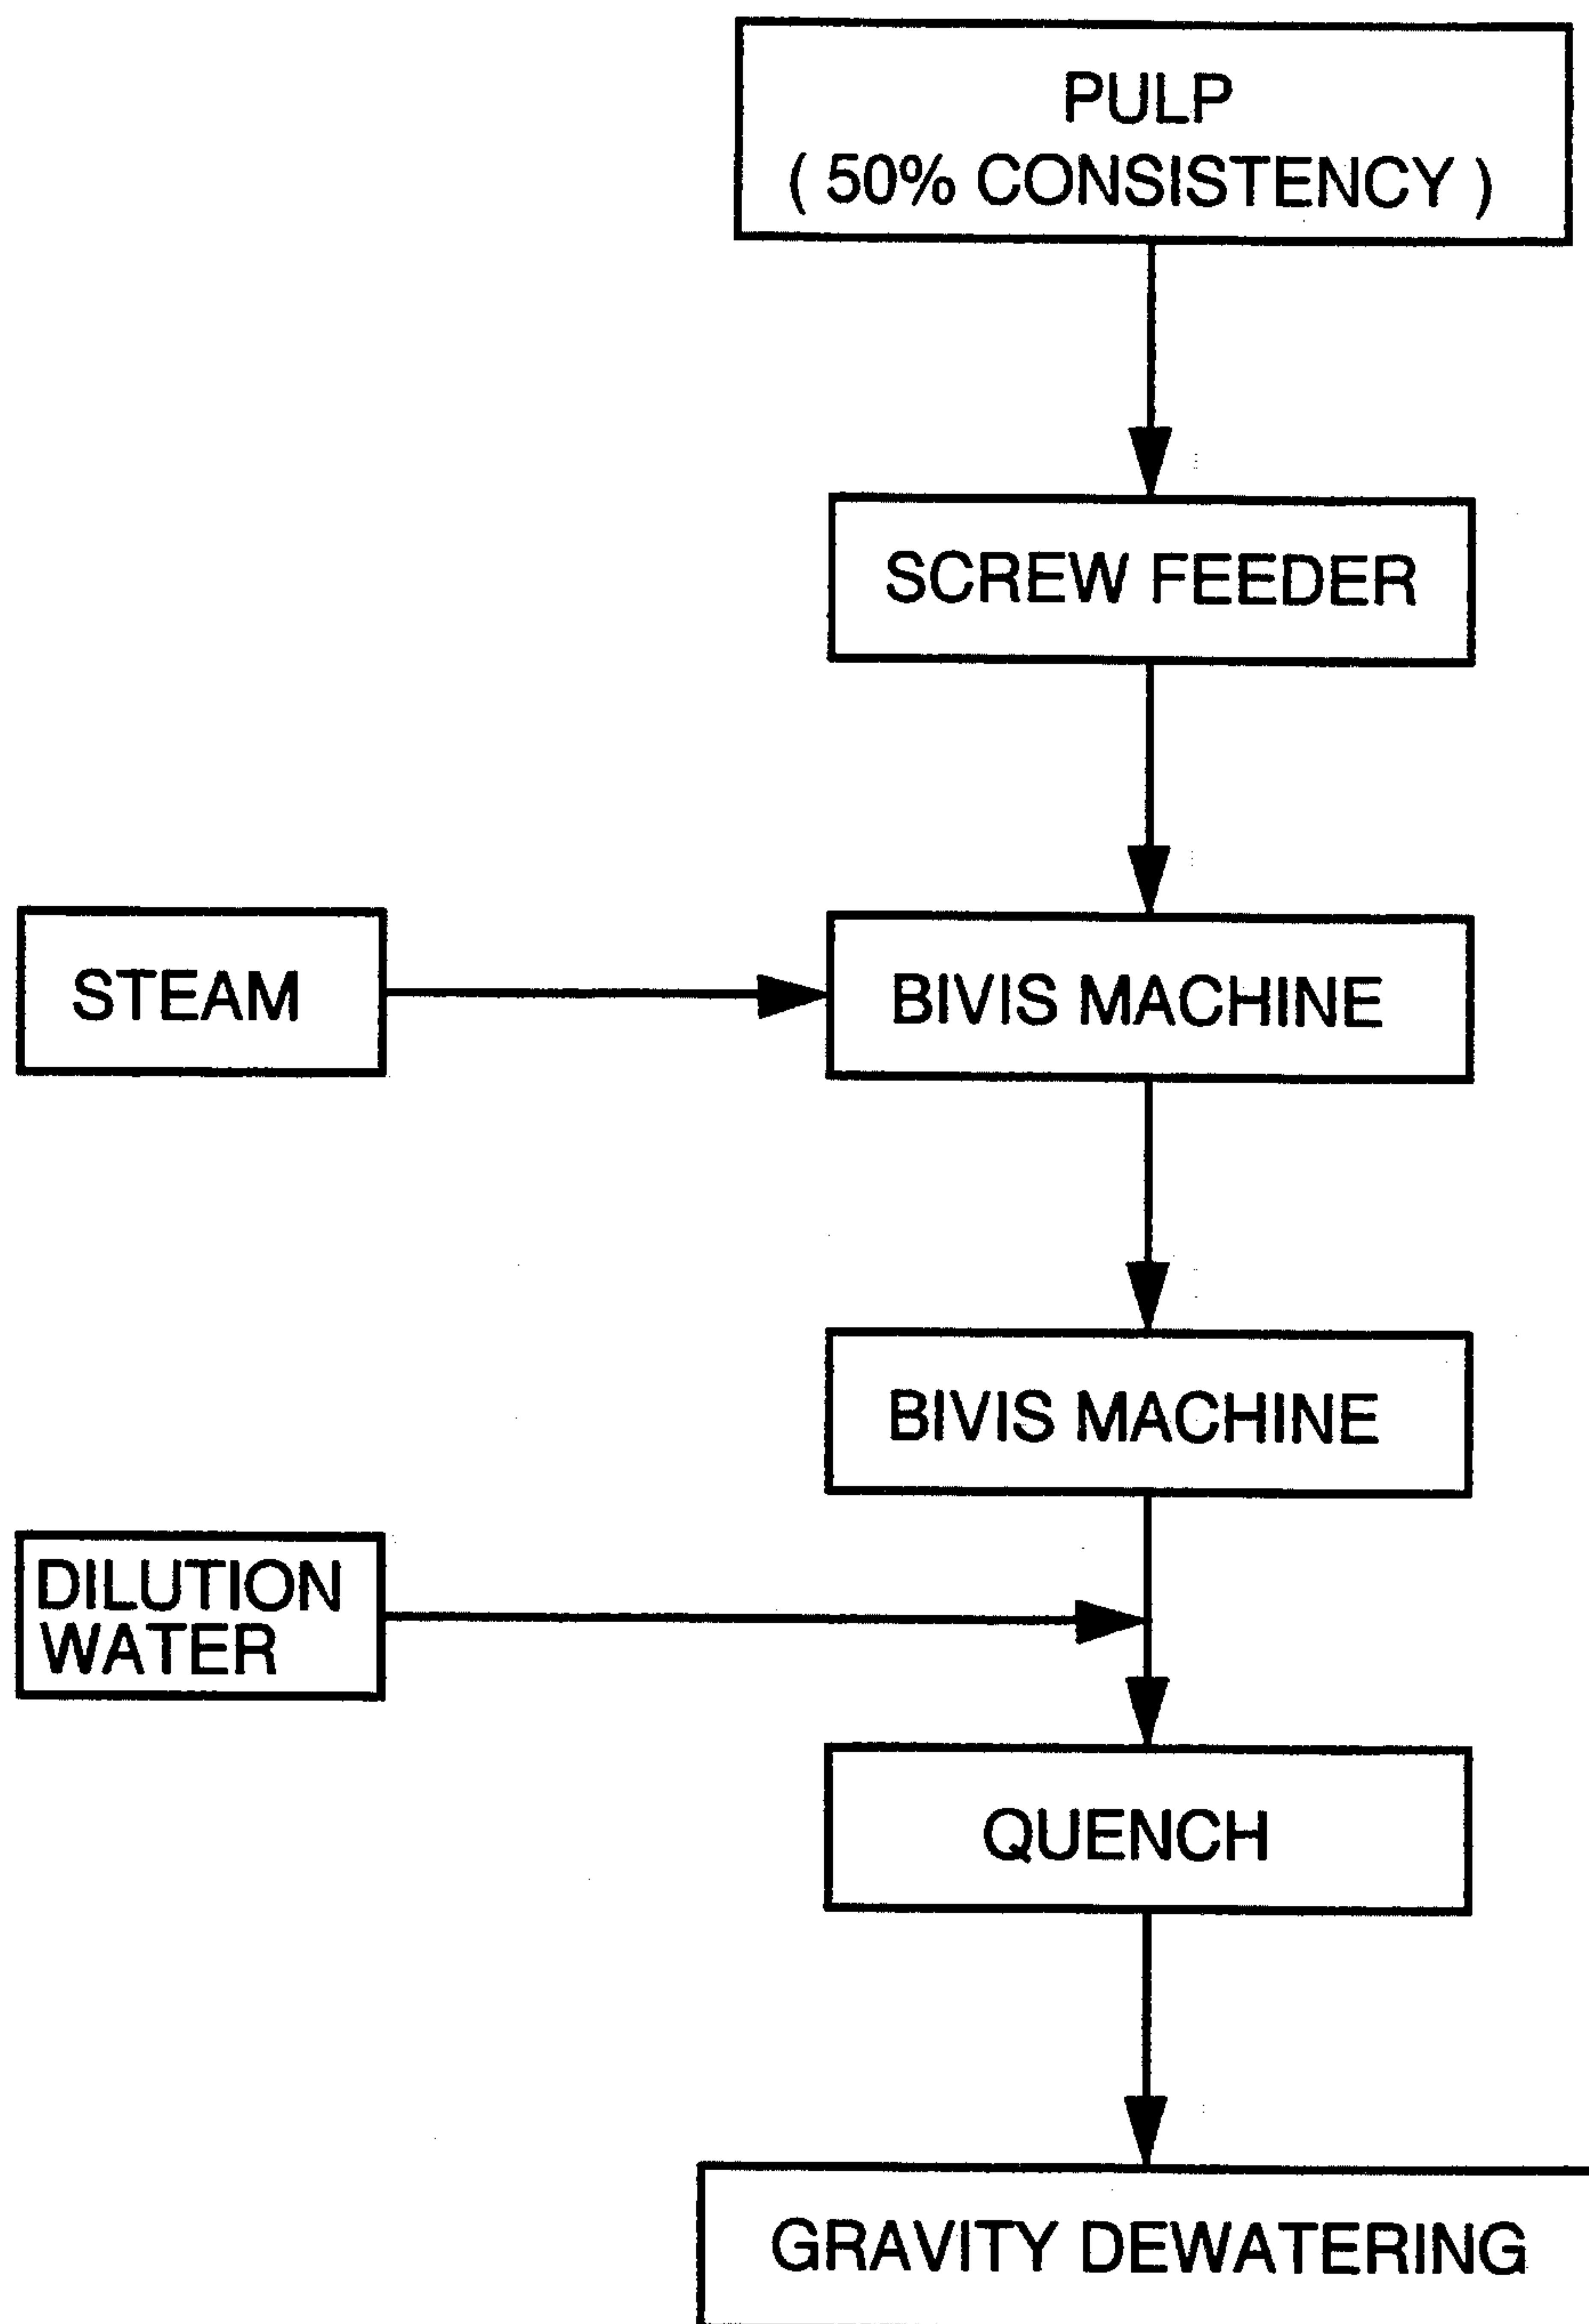 PULP
( 50% CONSISTENCY )
SCREW FEEDER
STEAM
BIVIS MACHINE
BIVIS MACHINE
DILUTION
WATER
QUENCH
GRAVITY DEWATERING